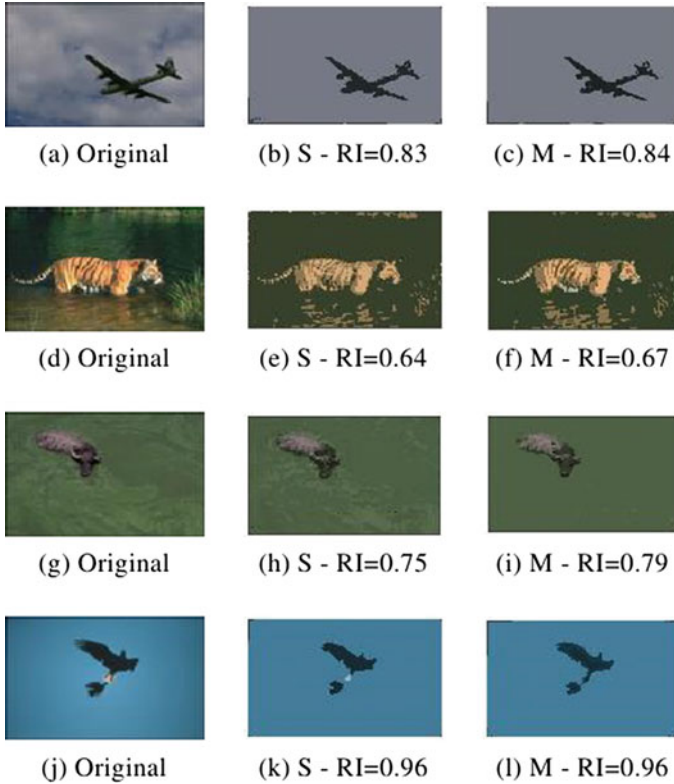 (a) Original (b) S - RI=0.83 (c) M - RI=0.84
(d) Original (e) S - RI=0.64 (f) M - RI=0.67
(g) Original (h) S - RI=0.75 (i) M - RI=0.79
(j) Original (k) S - RI=0.96 (l) M - RI=0.96